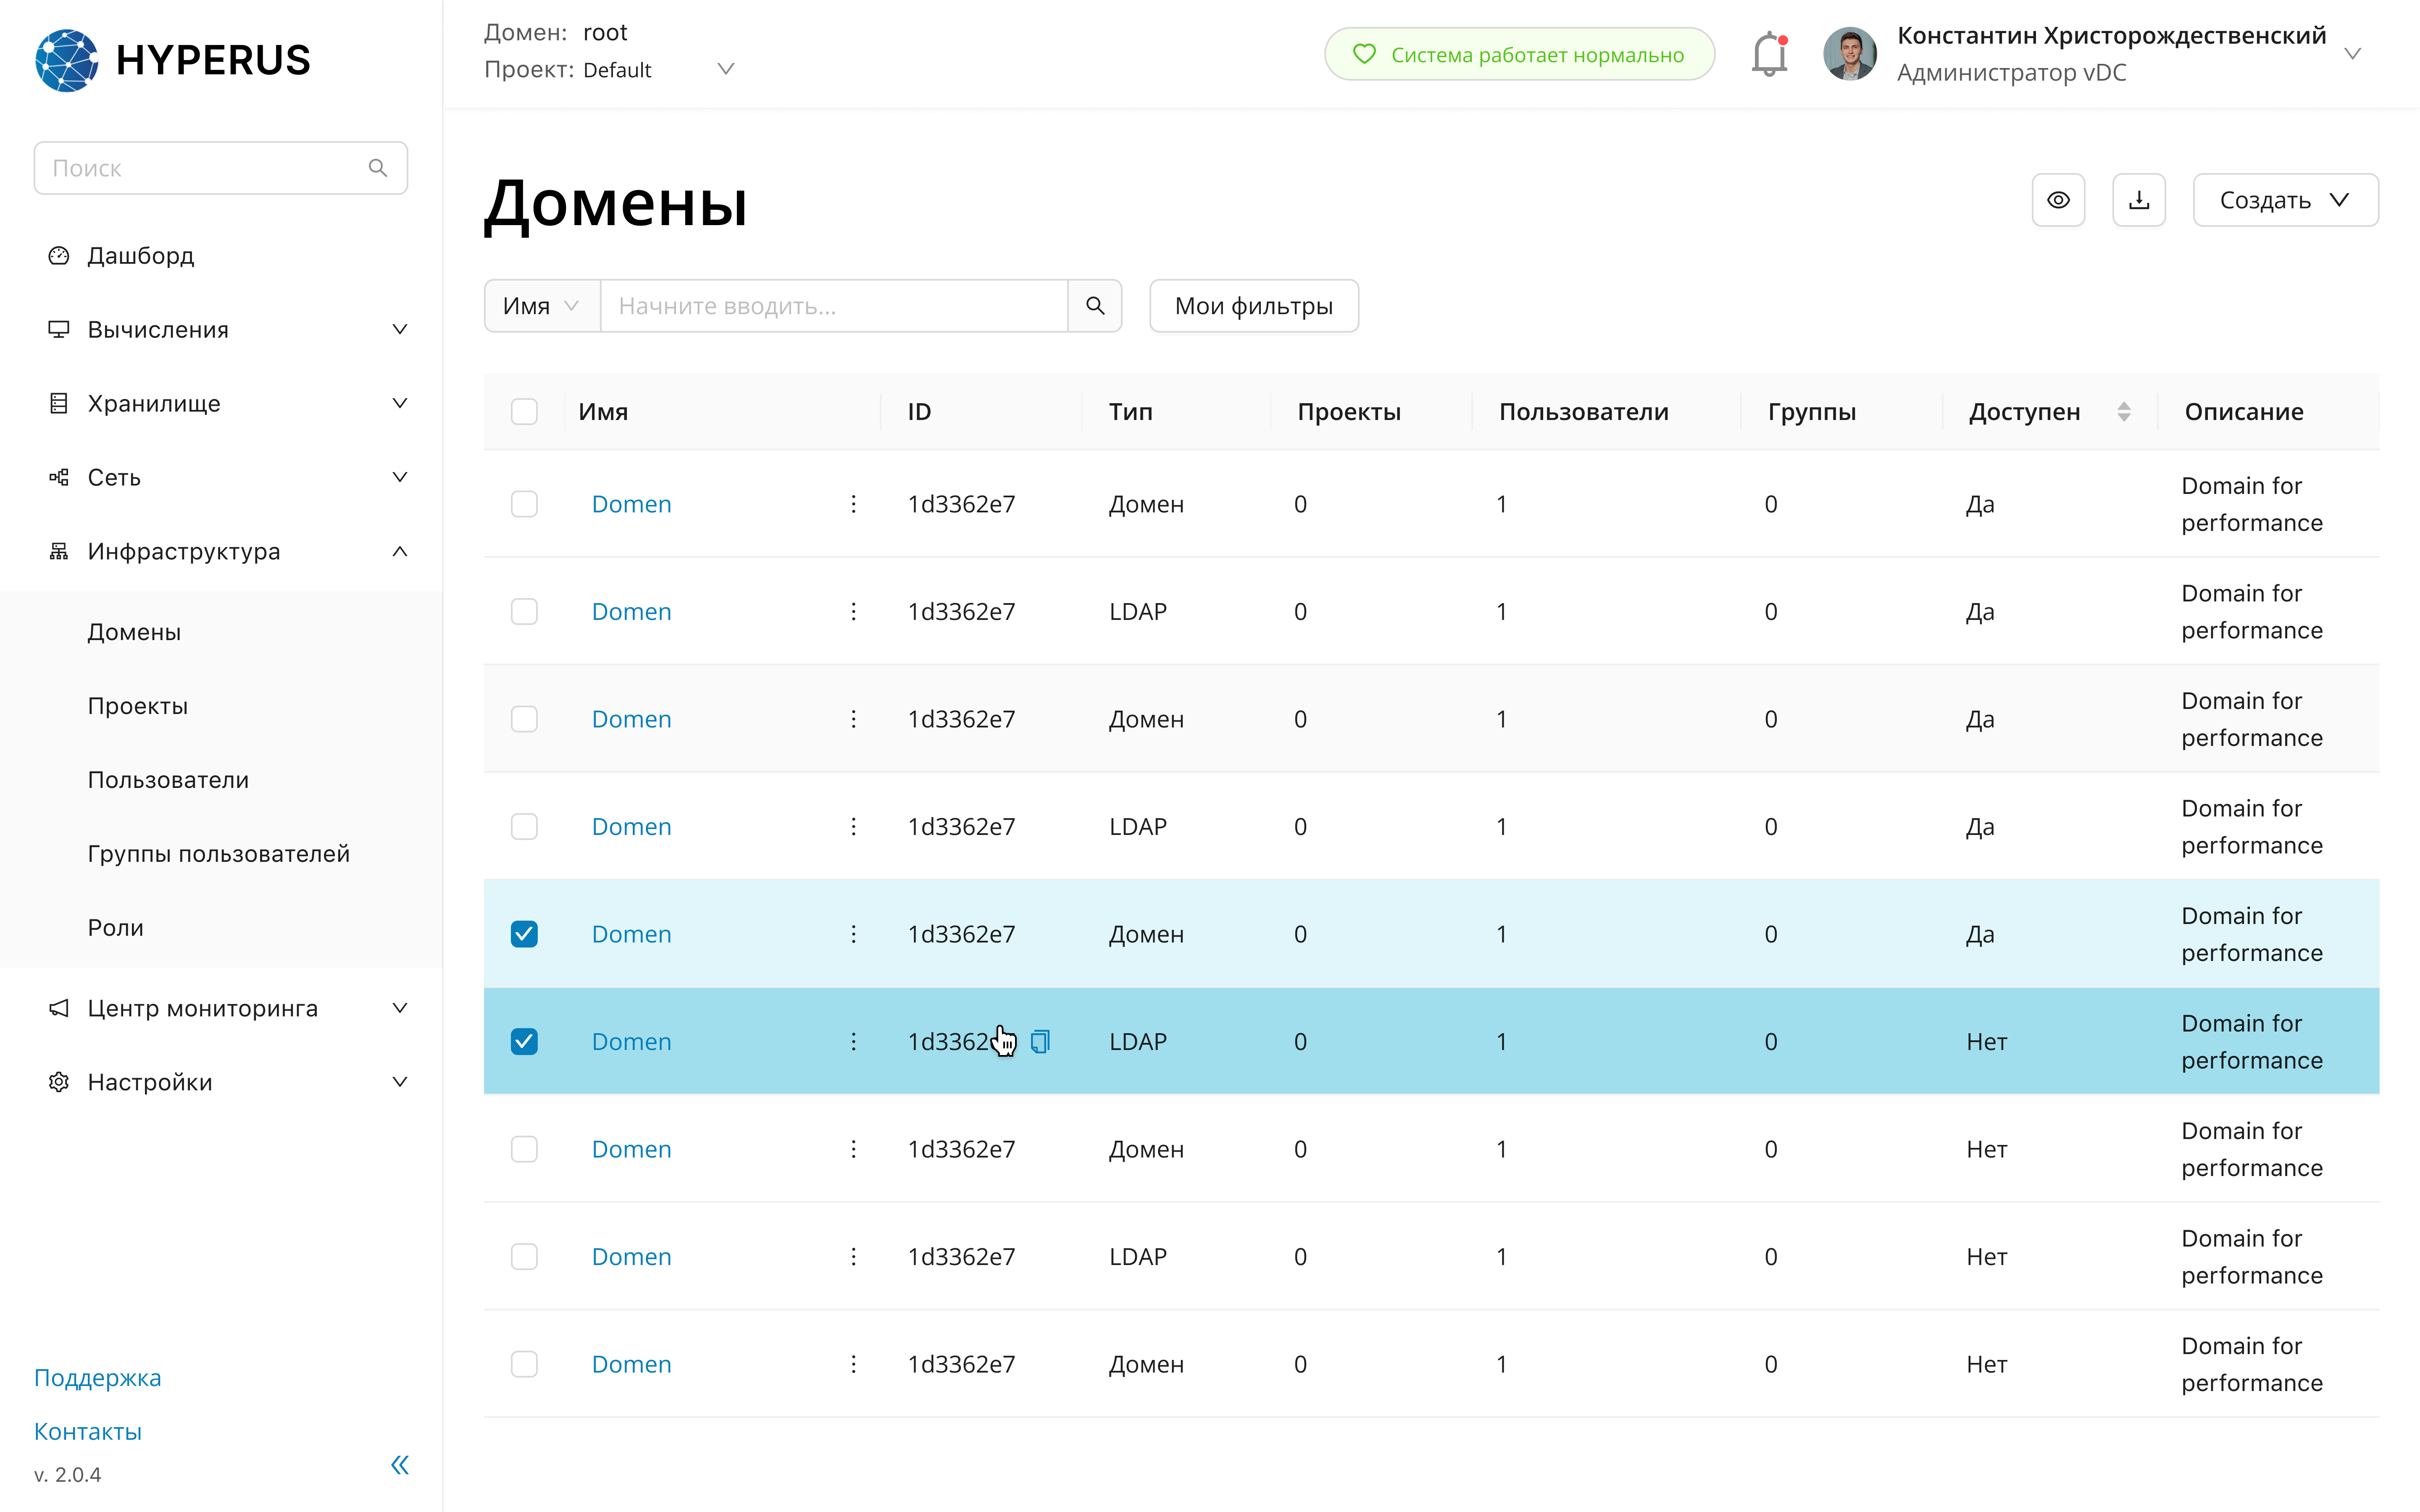 HYPERUS
Домен: root
Проект: Default
Система работает нормально
Константин Христорождественский
Администратор vDC
Поиск
Дашборд
Вычисления
Хранилище
Сеть
Инфраструктура
Домены
Проекты
Пользователи
Группы пользователей
Роли
Центр мониторинга
Настройки
Поддержка
Контакты
v. 2.0.4
Домены
Создать
Имя Начните вводить... Мои фильтры
Имя ID Тип Проекты Пользователи Группы Доступен Описание
Domen 1d3362e7 Домен 0 1 0 Да Domain for
performance
Domen 1d3362e7 LDAP 0 1 0 Да Domain for
performance
Domen 1d3362e7 Домен 0 1 0 Да Domain for
performance
Domen 1d3362e7 LDAP 0 1 0 Да Domain for
performance
Domen 1d3362e7 Домен 0 1 0 Да Domain for
performance
Domen 1d3362 LDAP 0 1 0 Нет Domain for
performance
Domen 1d3362e7 Домен 0 1 0 Нет Domain for
performance
Domen 1d3362e7 LDAP 0 1 0 Нет Domain for
performance
Domen 1d3362e7 Домен 0 1 0 Нет Domain for
performance